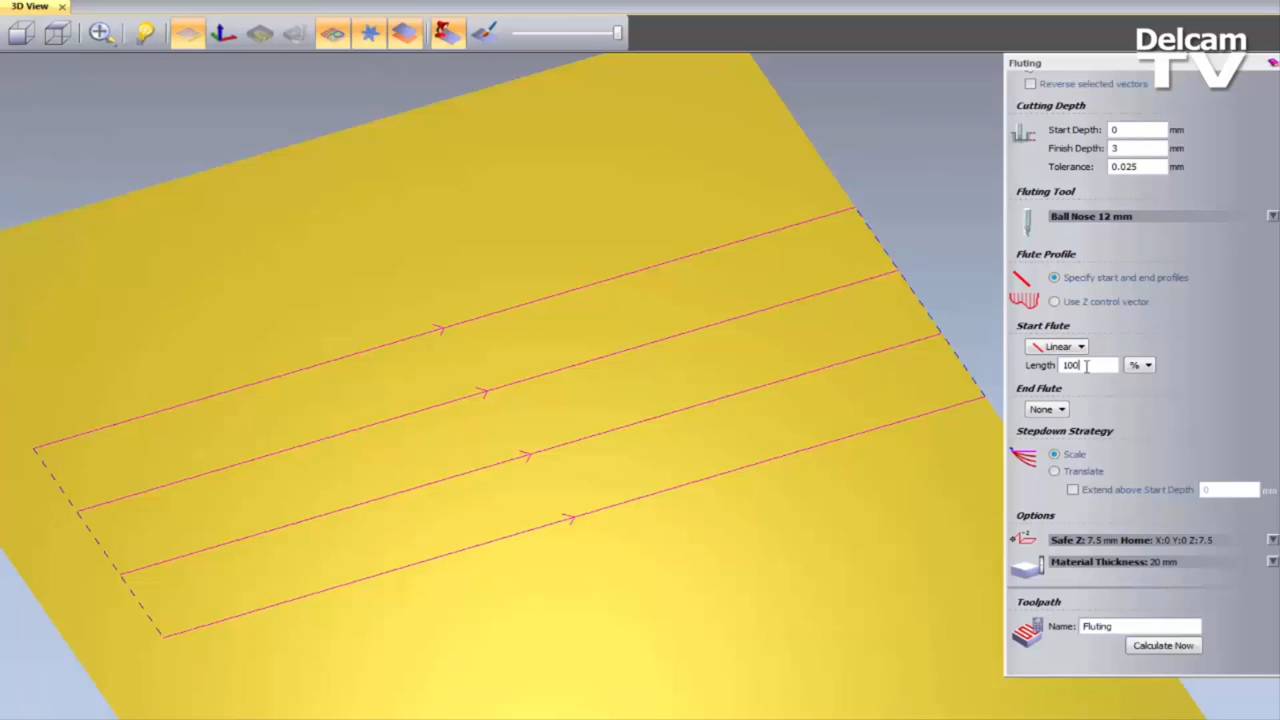 3D View x
Delcam
TV
Fluting
Reverse selected vectors
Cutting Depth
Start Depth: 0 mm
Finish Depth: 3 mm
Tolerance: 0.025 mm
Fluting Tool
Ball Nose 12 mm
Flute Profile
Specify start and end profiles
Use Z control vector
Start Flute
Linear
Length 100 %
End Flute
None
Stepdown Strategy
Scale
Translate
Extend above Start Depth 0 mm
Options
Safe Z: 7.5 mm Home: X:0 Y:0 Z:7.5
Material Thickness: 20 mm
Toolpath
Name: Fluting
Calculate Now